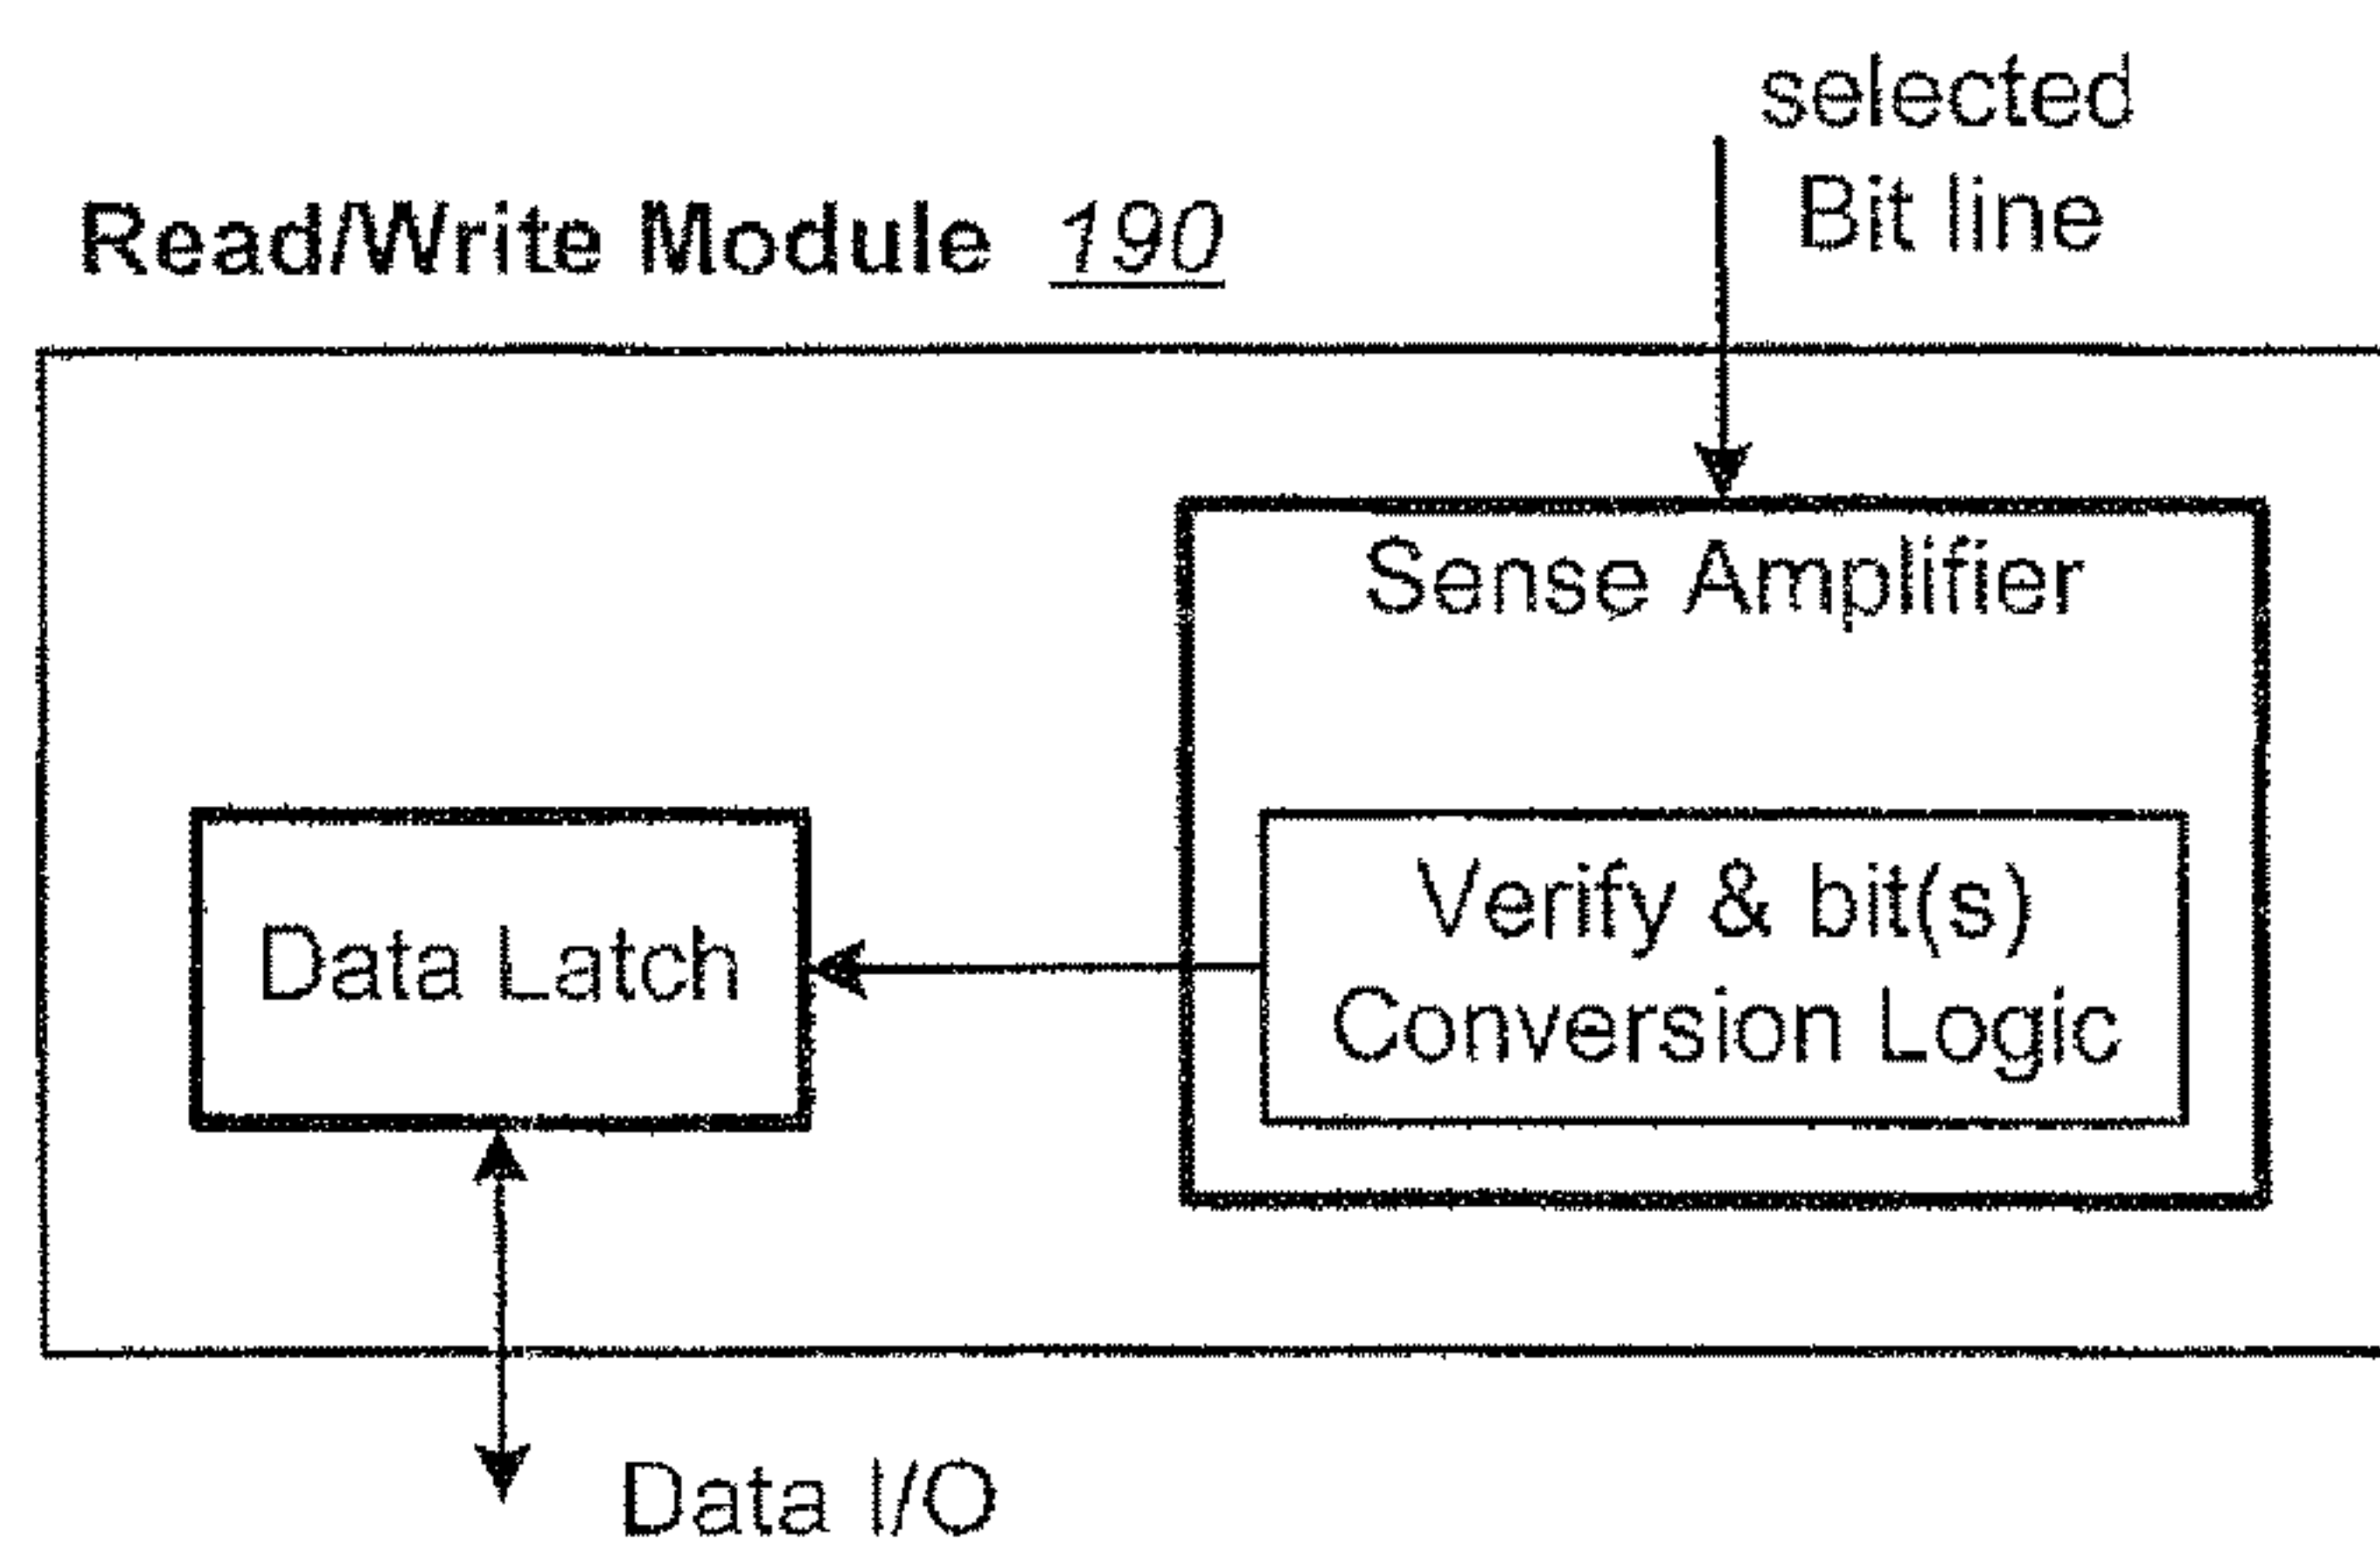 selected
Bit line
Read/Write Module 190
Sense Amplifier
Verify & bit(s)
Conversion Logic
Data Latch
Data I/O